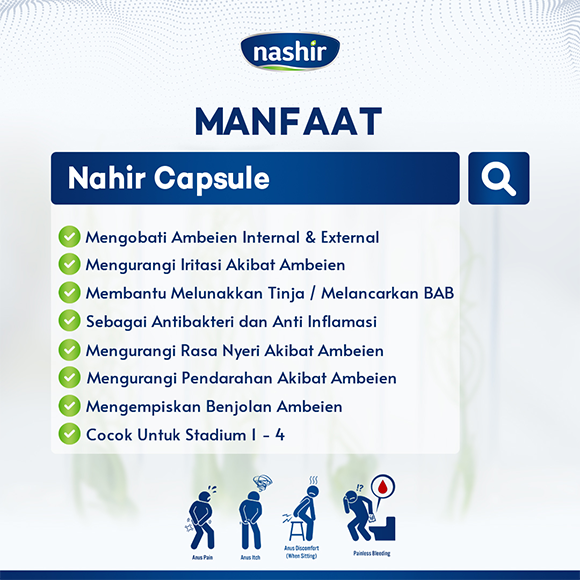 nashir
MANFAAT
Nahir Capsule
Mengobati Ambeien Internal & External
Mengurangi Iritasi Akibat Ambeien
Membantu Melunakkan Tinja / Melancarkan BAB
Sebagai Antibakteri dan Anti Inflamasi
Mengurangi Rasa Nyeri Akibat Ambeien
Mengurangi Pendarahan Akibat Ambeien
Mengempiskan Benjolan Ambeien
Cocok Untuk Stadium 1 - 4
!?
Anus Pain
Anus Itch
Anus Discomfort
(When Sitting)
Painless Bleeding